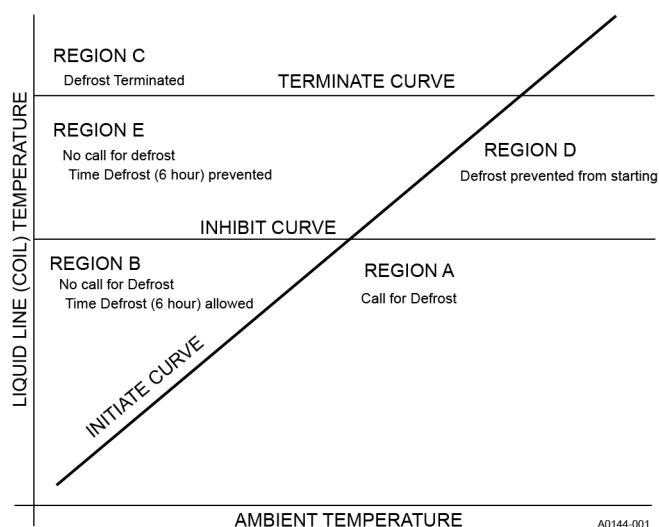 REGION C
Defrost Terminated
TERMINATE CURVE
REGION E
No call for defrost
Time Defrost (6 hour) prevented
REGION D
Defrost prevented from starting
INHIBIT CURVE
REGION B
No call for Defrost
Time Defrost (6 hour) allowed
REGION A
Call for Defrost
INITIATE CURVE
LIQUID LINE (COIL) TEMPERATURE
AMBIENT TEMPERATURE
A0144-001